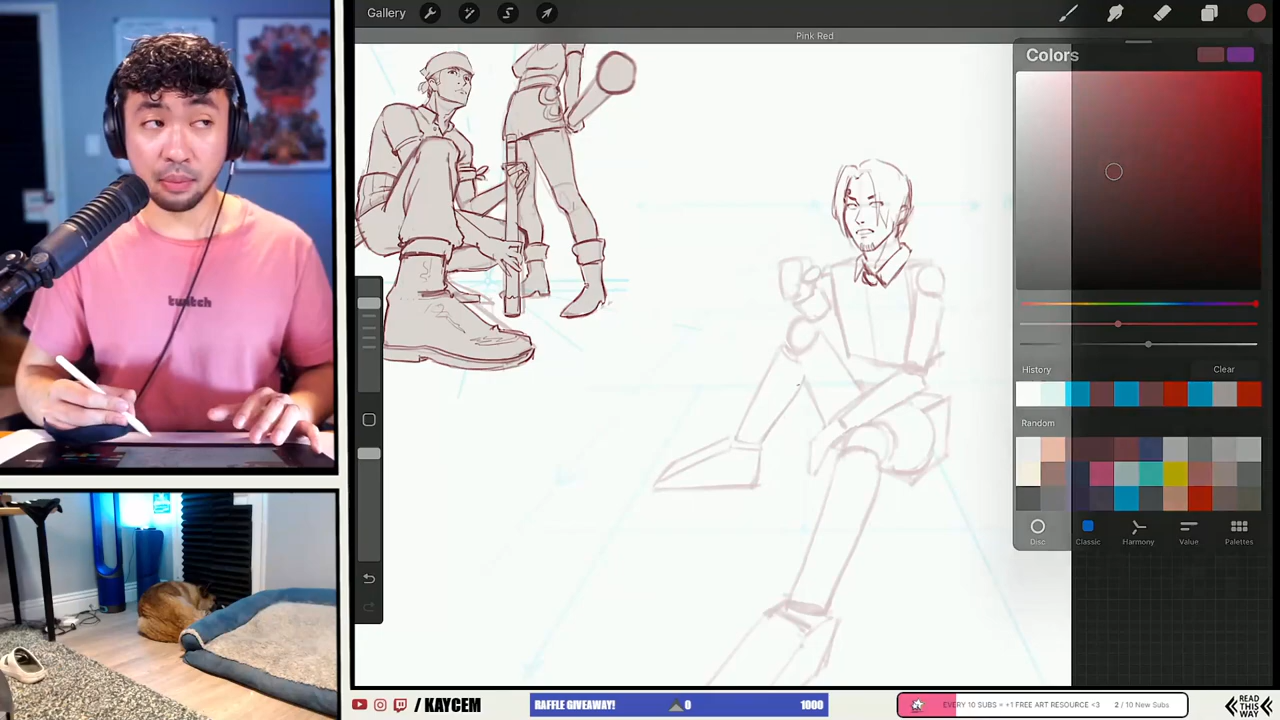 Gallery
Pink Red
Colors
History
Clear
Random
Disc
Classic
Harmony
Value
Palettes
twitch
/ KAYCEM
RAFFLE GIVEAWAY!
0
1000
EVERY 10 SUBS = +1 FREE ART RESOURCE <3
2 / 10 New Subs
READ
THIS
WAY